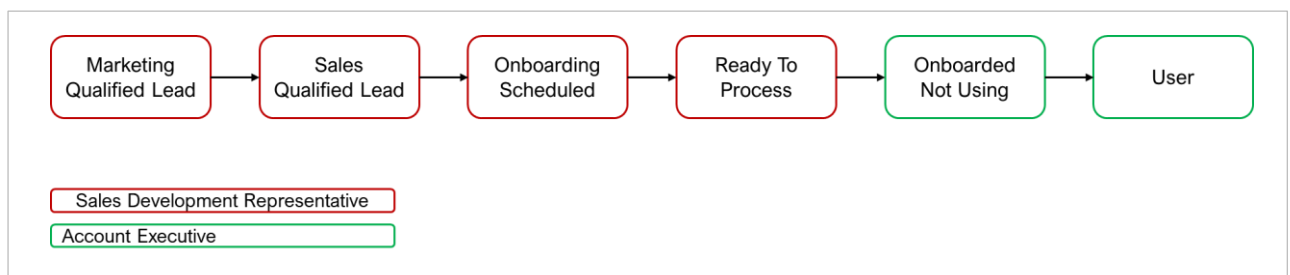 Marketing
Qualified Lead
Sales
Qualified Lead
Onboarding
Scheduled
Ready To
Process
Onboarded
Not Using
User
Sales Development Representative
Account Executive